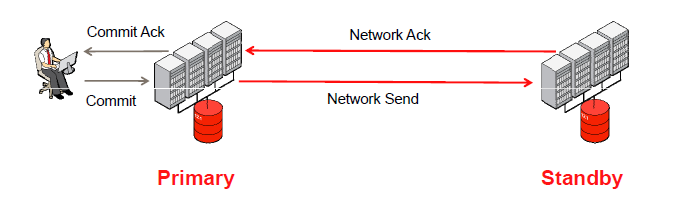 Commit Ack
Network Ack
Commit
Network Send
Primary
Standby